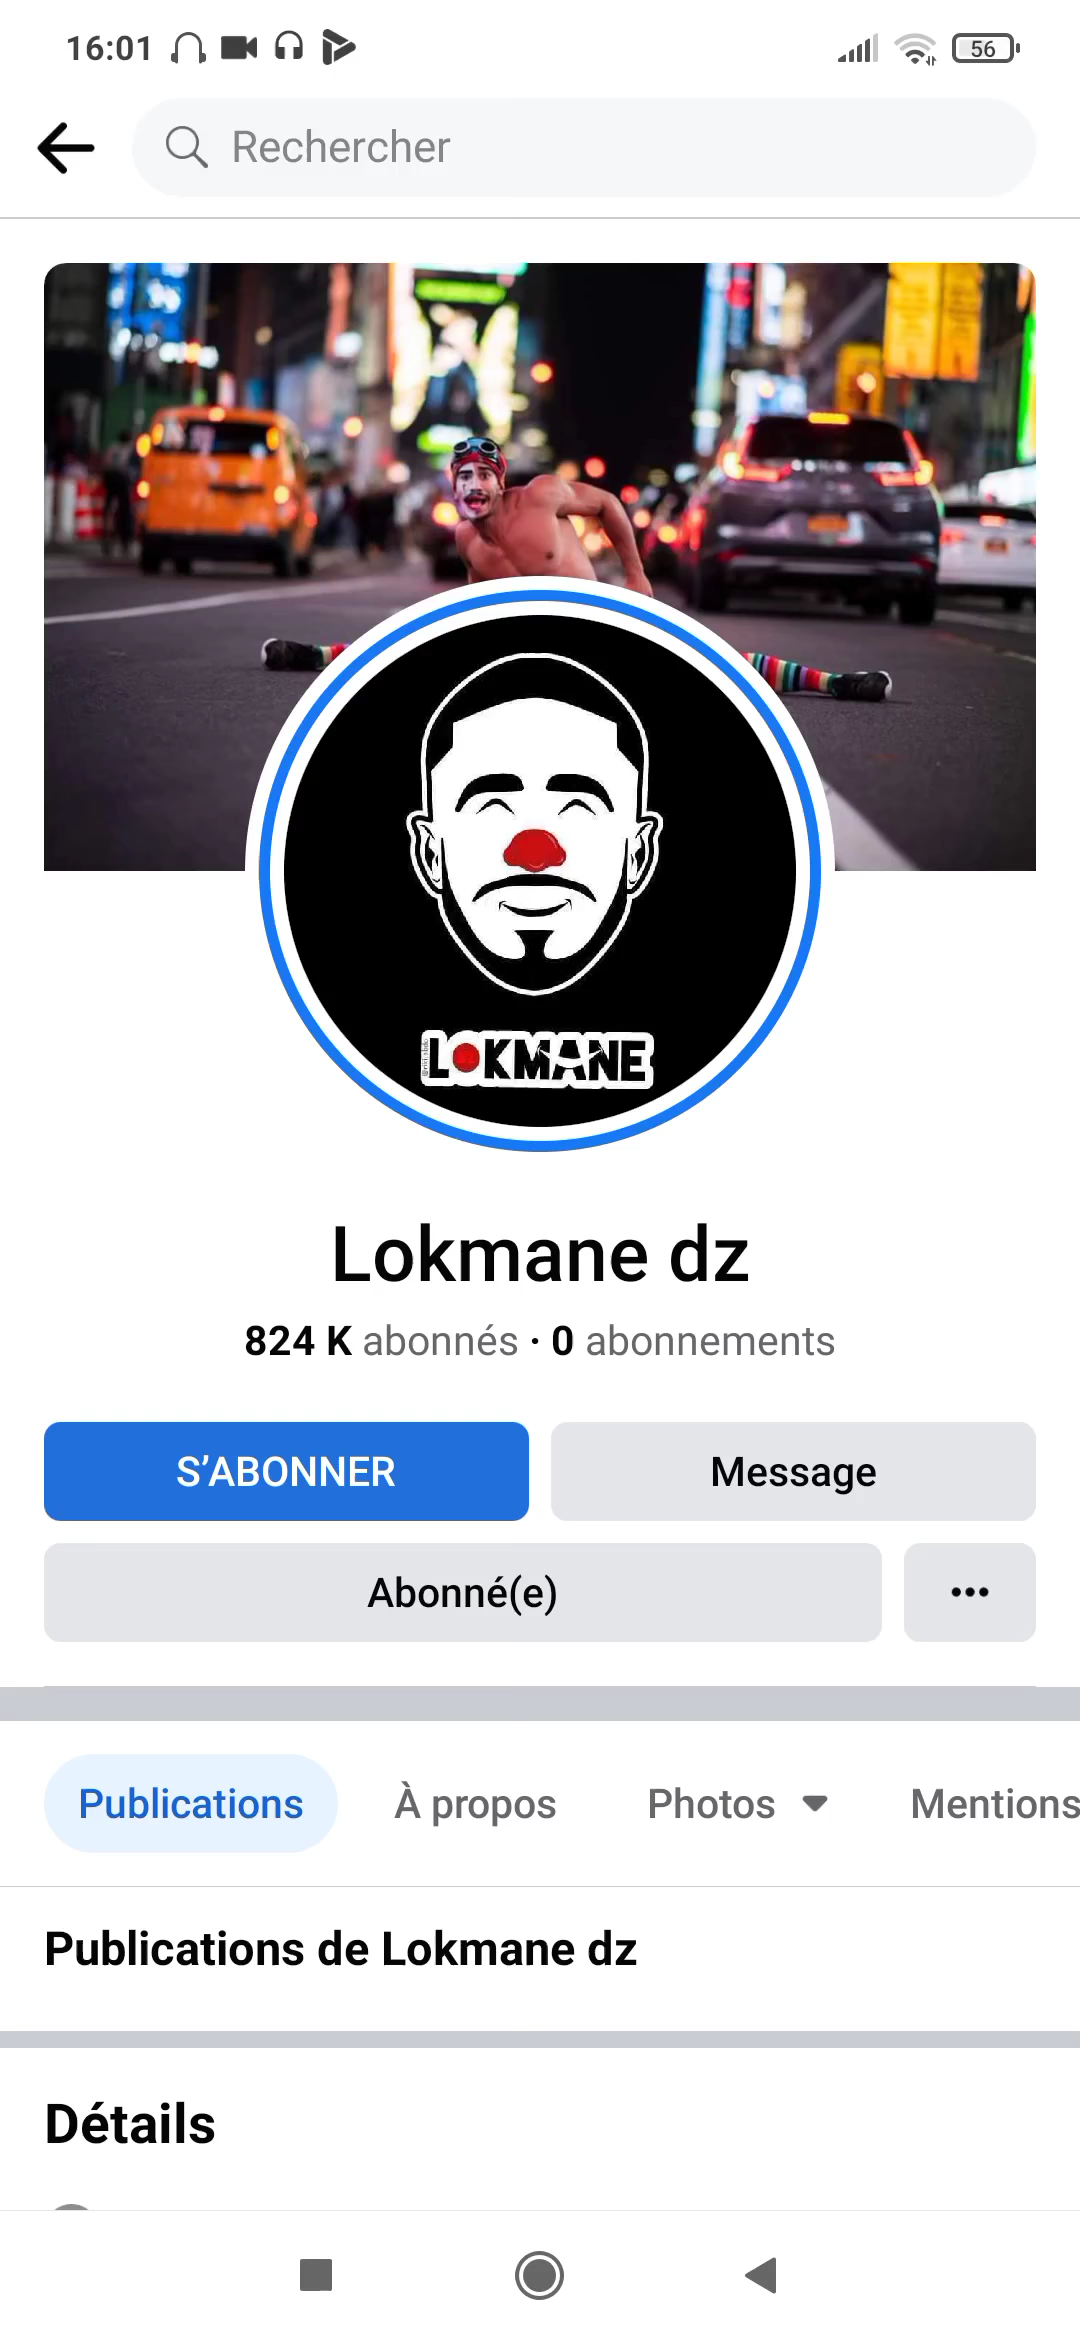 16:01
56
Rechercher
LOKMANE
Lokmane dz
824 K abonnés · 0 abonnements
S’ABONNER
Message
Abonné(e)
Publications
À propos
Photos
Mentions
Publications de Lokmane dz
Détails